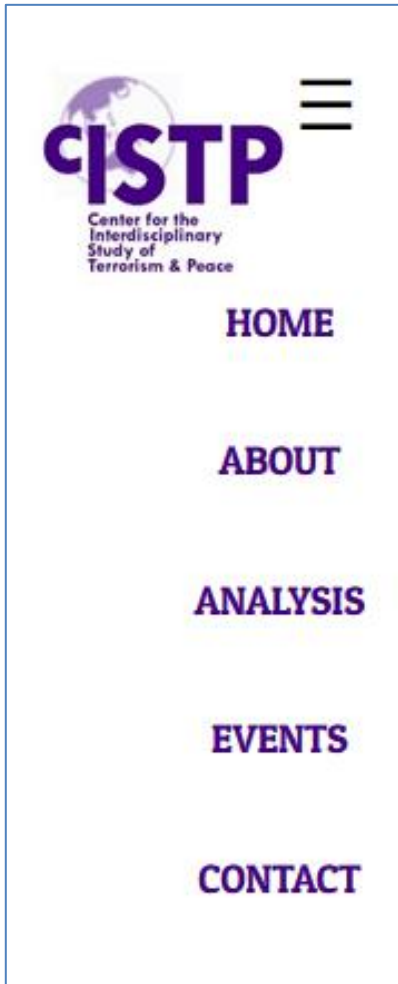 CISTP
Center for the
Interdisciplinary
Study of
Terrorism & Peace
HOME
ABOUT
ANALYSIS
EVENTS
CONTACT